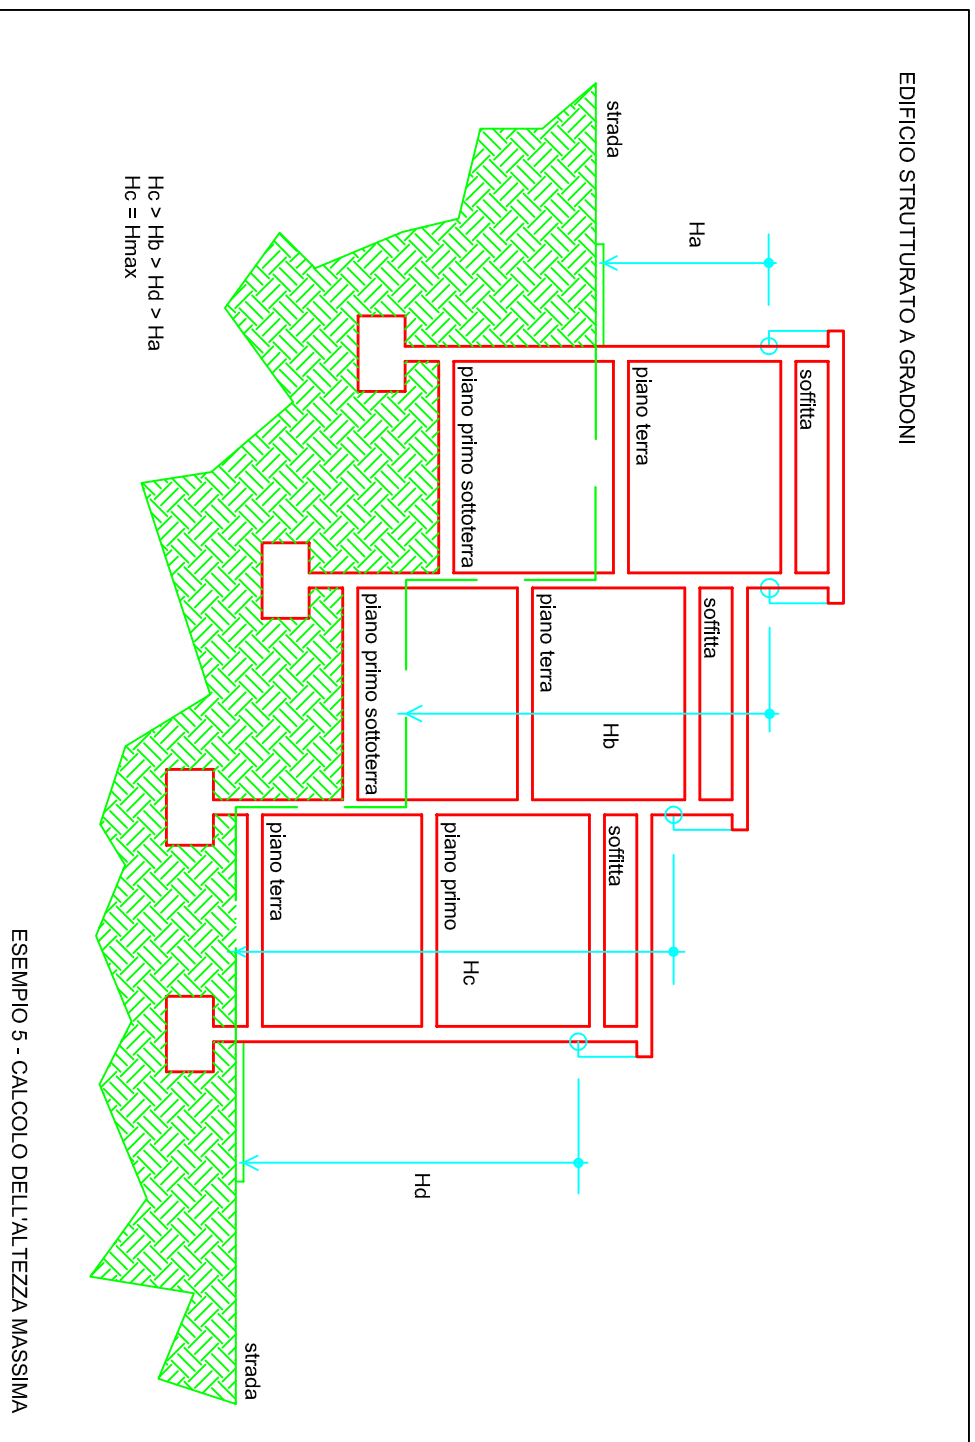 EDIFICIO STRUTTURATO A GRADONI
strada
Ha
soffitta
piano terra
piano primo sottoterra
soffitta
piano terra
piano primo sottoterra
Hb
soffitta
piano primo
piano terra
Hc
Hd
strada
Hc > Hb > Hd > Ha
Hc = Hmax
ESEMPIO 5 - CALCOLO DELL'ALTEZZA MASSIMA